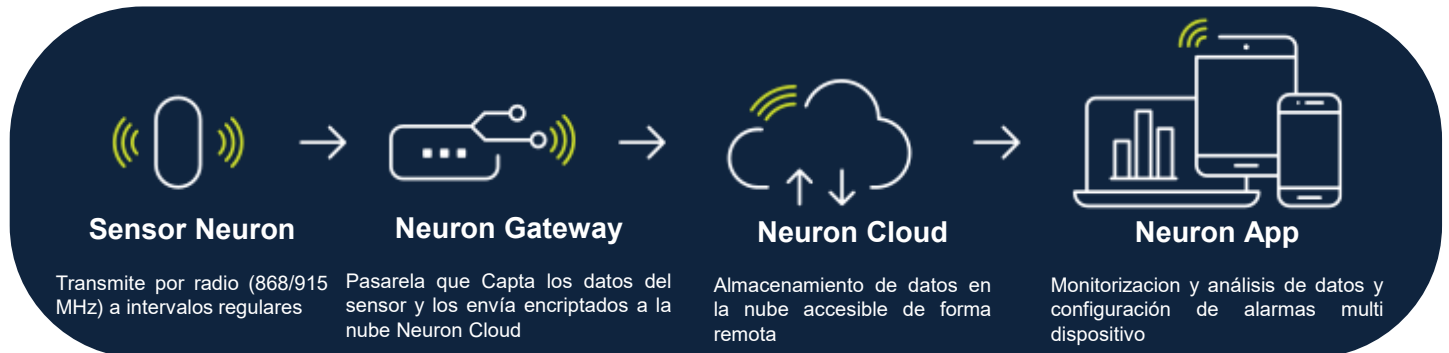 Sensor Neuron
Transmite por radio (868/915
MHz) a intervalos regulares
Neuron Gateway
Pasarela que Capta los datos del
sensor y los envía encriptados a la
nube Neuron Cloud
Neuron Cloud
Almacenamiento de datos en
la nube accesible de forma
remota
Neuron App
Monitorizacion y análisis de datos y
configuración de alarmas multi
dispositivo